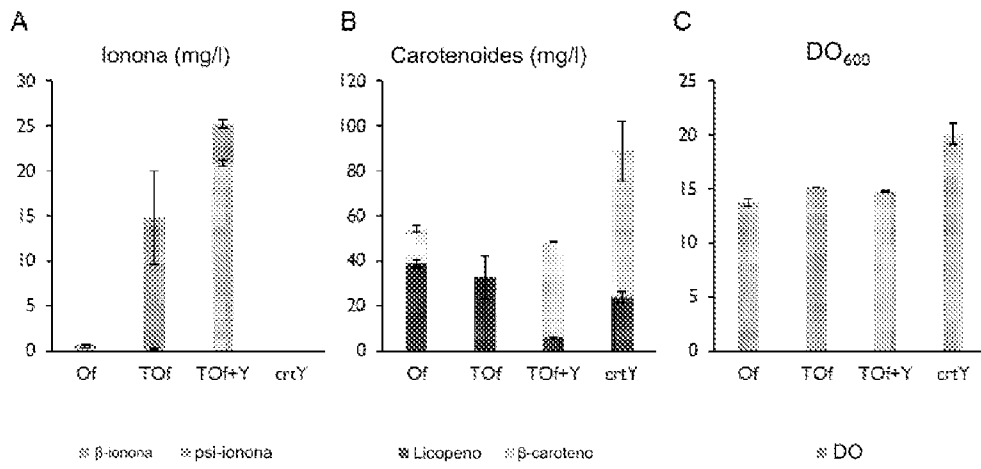 A
Ionona (mg/l)
30
25
20
15
10
5
0
Of TOf TOf+Y crtY
β-ionona psi-ionona
B
Carotenoides (mg/l)
120
100
80
60
40
20
0
Of TOf TOf+Y crtY
Licopeno β-caroteno
C
DO600
25
20
15
10
5
0
Of TOf TOf+Y crtY
DO